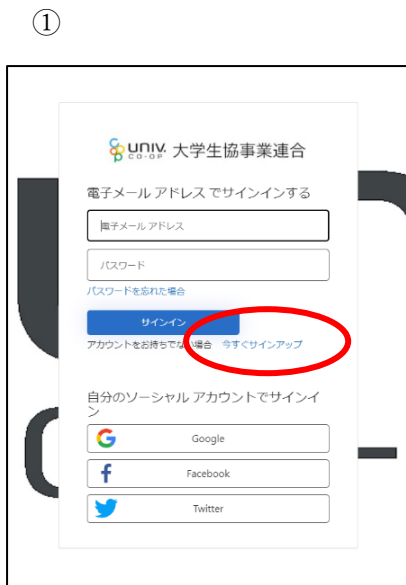 ①
univ.
CO-OP
大学生協事業連合
電子メール アドレス でサインインする
電子メール アドレス
パスワード
パスワードを忘れた場合
サインイン
アカウントをお持ちでない場合 今すぐサインアップ
自分のソーシャル アカウントでサインイ
ン
Google
Facebook
Twitter